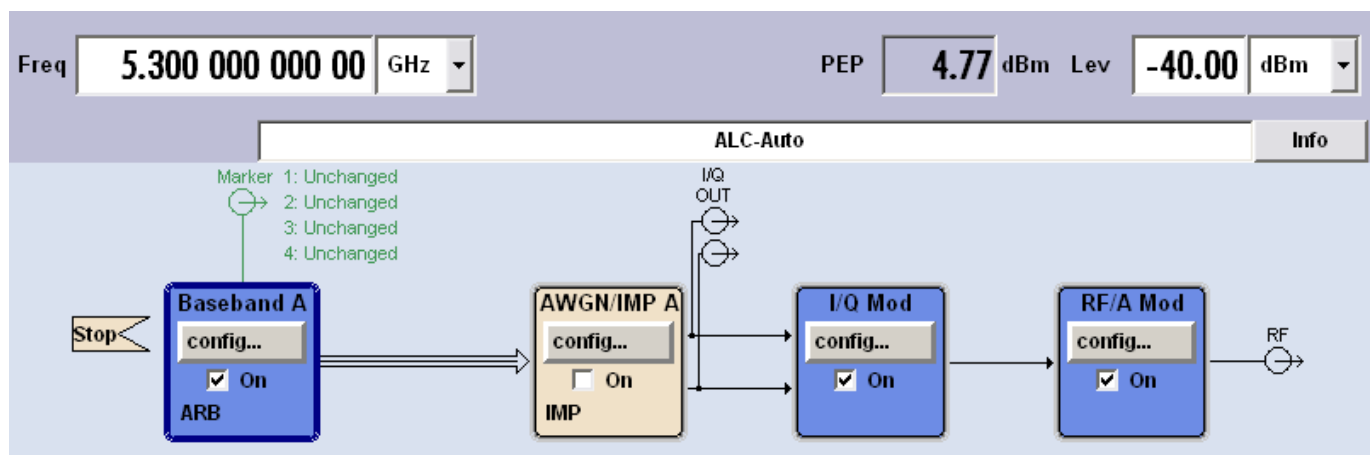 Freq 5.300 000 000 00 GHz PEP 4.77 dBm Lev -40.00 dBm
ALC-Auto Info
Marker 1: Unchanged
2: Unchanged
3: Unchanged
4: Unchanged
I/Q
OUT
Stop
Baseband A
config...
On
ARB
AWGN/IMP A
config...
On
IMP
I/Q Mod
config...
On
RF/A Mod
config...
On
RF